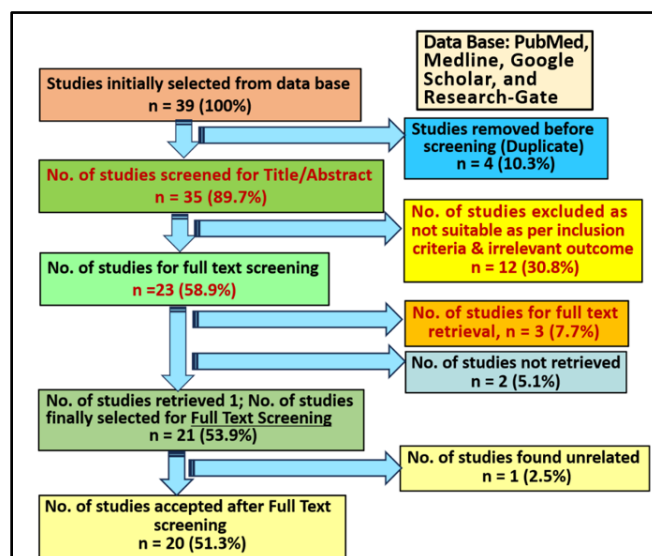 Data Base: PubMed,
Medline, Google
Scholar, and
Research-Gate
Studies initially selected from data base
n = 39 (100%)
Studies removed before
screening (Duplicate)
n = 4 (10.3%)
No. of studies screened for Title/Abstract
n = 35 (89.7%)
No. of studies excluded as
not suitable as per inclusion
criteria & irrelevant outcome
n = 12 (30.8%)
No. of studies for full text screening
n =23 (58.9%)
No. of studies for full text
retrieval, n = 3 (7.7%)
No. of studies not retrieved
n = 2 (5.1%)
No. of studies retrieved 1; No. of studies
finally selected for Full Text Screening
n = 21 (53.9%)
No. of studies found unrelated
n = 1 (2.5%)
No. of studies accepted after Full Text
screening
n = 20 (51.3%)